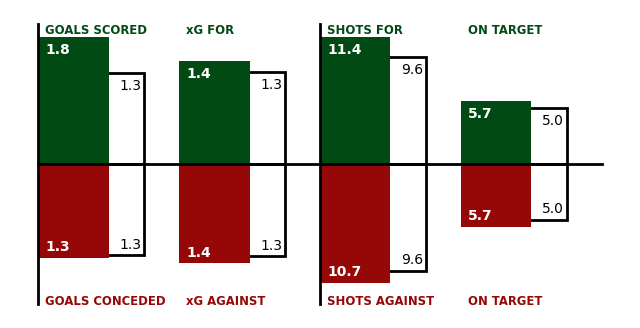 GOALS SCORED xG FOR SHOTS FOR ON TARGET
1.8 1.3 1.4 1.3 11.4 9.6 5.7 5.0
1.3 1.3 1.4 1.3 10.7 9.6 5.7 5.0
GOALS CONCEDED xG AGAINST SHOTS AGAINST ON TARGET